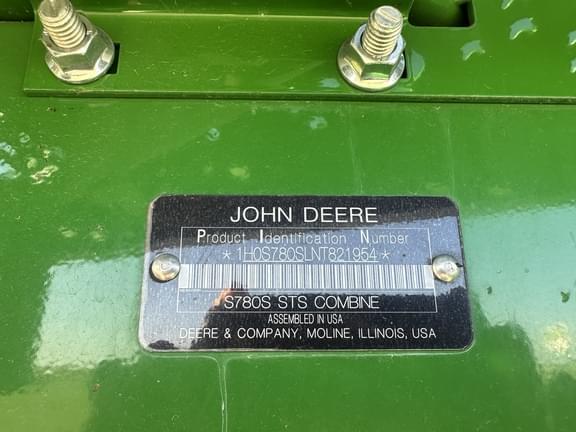 JOHN DEERE
Product Identification Number
*1H0S780SLNT821954*
S780S STS COMBINE
ASSEMBLED IN USA
DEERE & COMPANY, MOLINE, ILLINOIS, USA